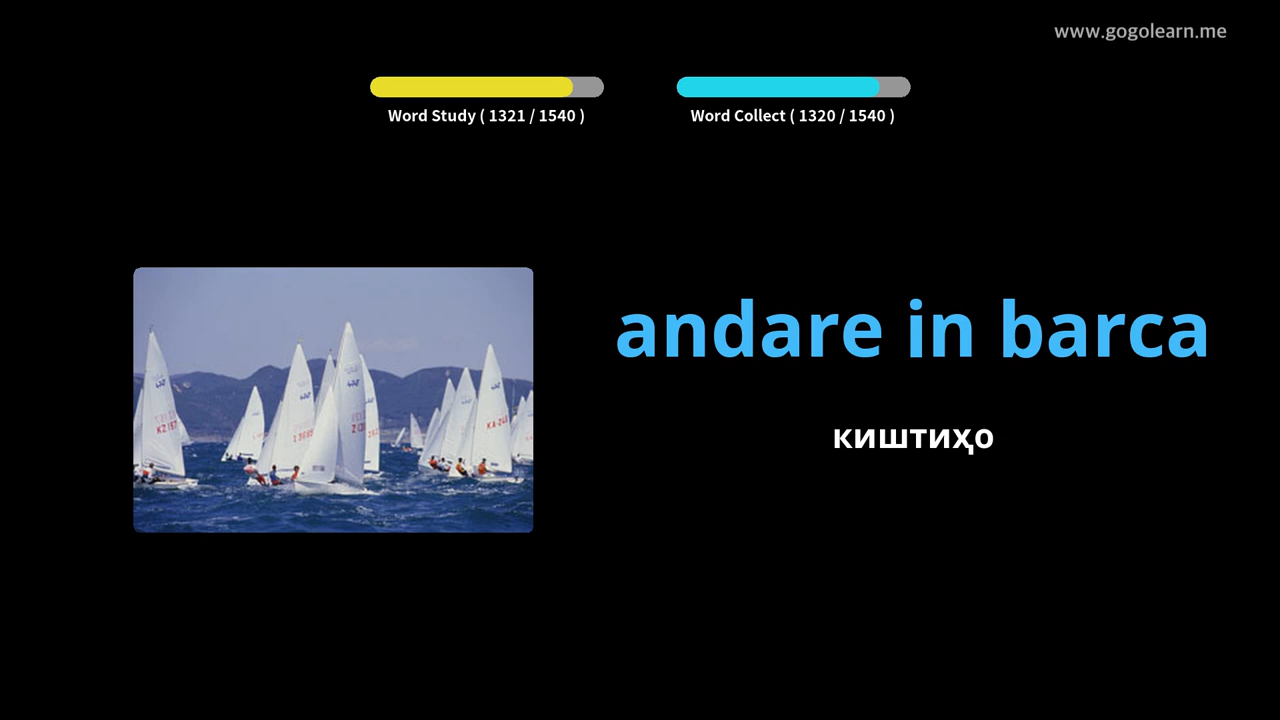 www.gogolearn.me
Word Study ( 1321 / 1540 )
Word Collect ( 1320 / 1540 )
andare in barca
киштиҳо